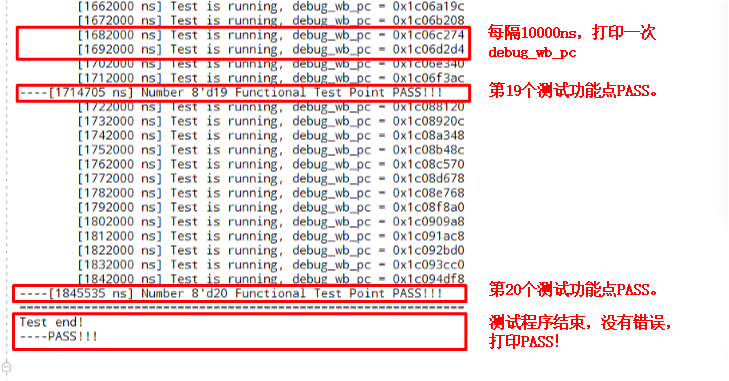 [1662000 ns] Test is running, debug_wb_pc = 0x1c06a19c
[1672000 ns] Test is running, debug_wb_pc = 0x1c06b208
[1682000 ns] Test is running, debug_wb_pc = 0x1c06c274
[1692000 ns] Test is running, debug_wb_pc = 0x1c06d2d4
[1702000 ns] Test is running, debug_wb_pc = 0x1c06e340
[1712000 ns] Test is running, debug_wb_pc = 0x1c06f3ac
----[1714705 ns] Number 8'd19 Functional Test Point PASS!!!
[1722000 ns] Test is running, debug_wb_pc = 0x1c088120
[1732000 ns] Test is running, debug_wb_pc = 0x1c08920c
[1742000 ns] Test is running, debug_wb_pc = 0x1c08a348
[1752000 ns] Test is running, debug_wb_pc = 0x1c08b48c
[1762000 ns] Test is running, debug_wb_pc = 0x1c08c570
[1772000 ns] Test is running, debug_wb_pc = 0x1c08d678
[1782000 ns] Test is running, debug_wb_pc = 0x1c08e768
[1792000 ns] Test is running, debug_wb_pc = 0x1c08f8a0
[1802000 ns] Test is running, debug_wb_pc = 0x1c0909a8
[1812000 ns] Test is running, debug_wb_pc = 0x1c091ac8
[1822000 ns] Test is running, debug_wb_pc = 0x1c092bd0
[1832000 ns] Test is running, debug_wb_pc = 0x1c093cc0
[1842000 ns] Test is running, debug_wb_pc = 0x1c094df8
----[1845535 ns] Number 8'd20 Functional Test Point PASS!!!
Test end!
----PASS!!!
每隔10000ns，打印一次
debug_wb_pc
第19个测试功能点PASS。
第20个测试功能点PASS。
测试程序结束，没有错误，
打印PASS!